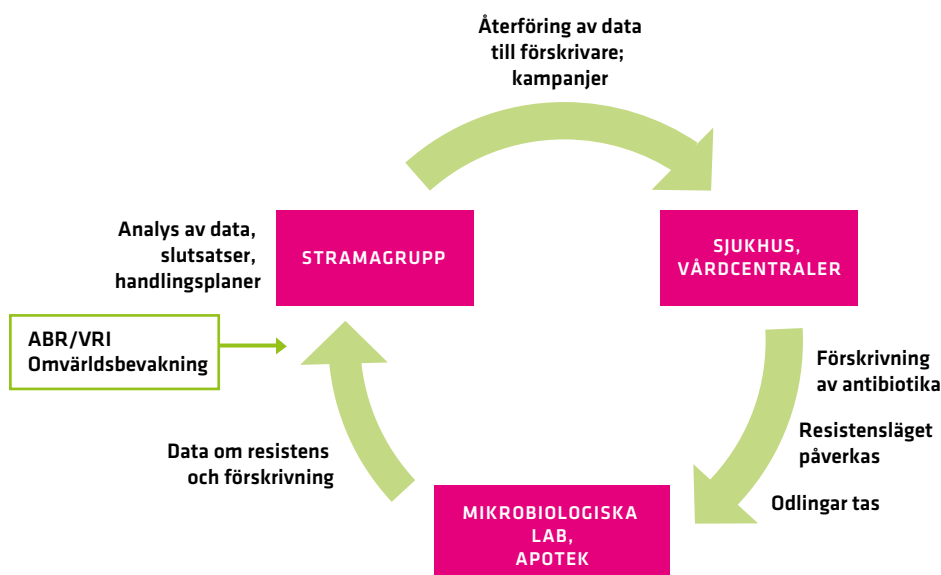 Återföring av data
till förskrivare;
kampanjer
Analys av data,
slutsatser,
handlingsplaner
STRAMAGRUPP
SJUKHUS,
VÅRDCENTRALER
ABR/VRI
Omvärldsbevakning
Förskrivning
av antibiotika
Resistensläget
påverkas
Odlingar tas
Data om resistens
och förskrivning
MIKROBIOLOGISKA
LAB,
APOTEK